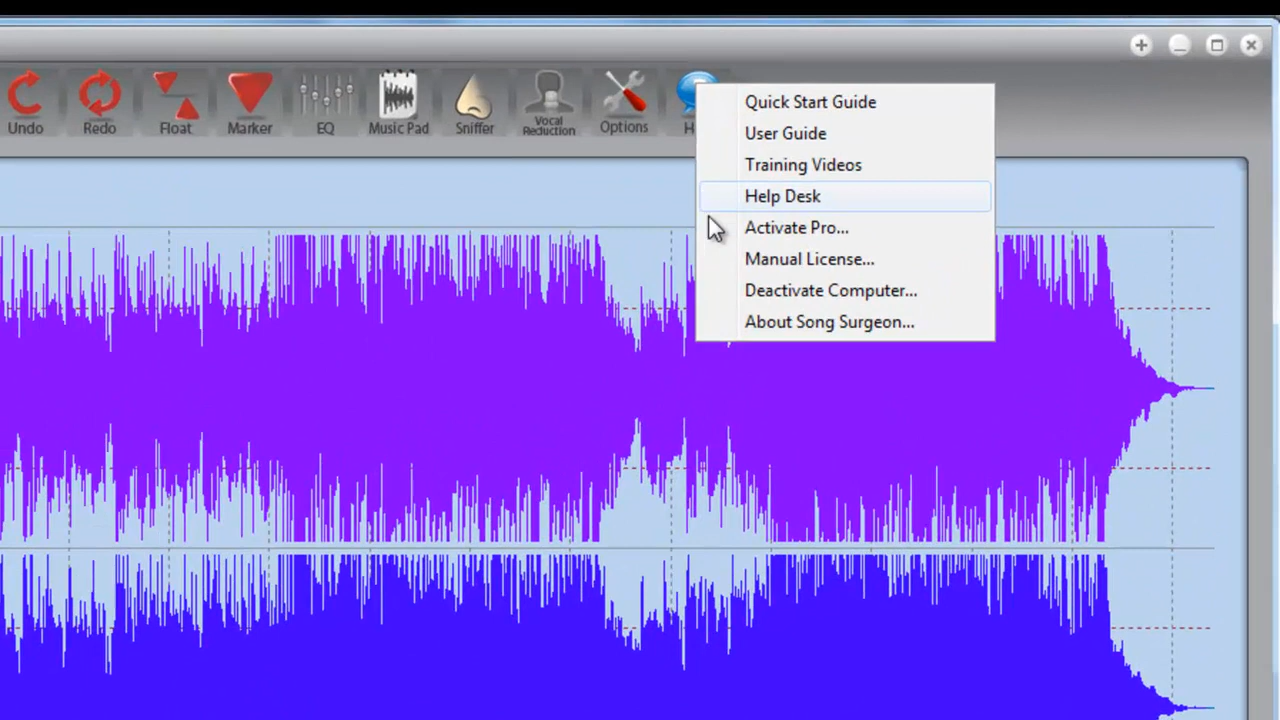 Undo
Redo
Float
Marker
EQ
Music Pad
Sniffer
Vocal
Reduction
Options
H
Quick Start Guide
User Guide
Training Videos
Help Desk
Activate Pro...
Manual License...
Deactivate Computer...
About Song Surgeon...